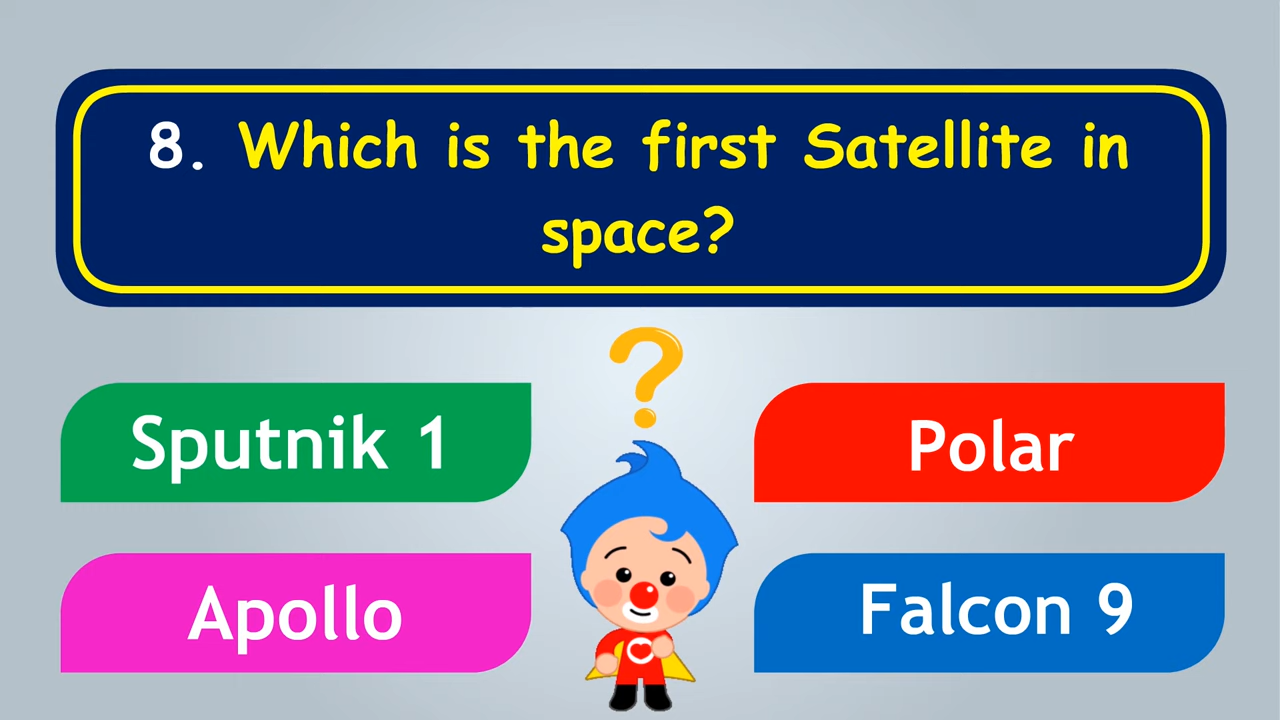 8. Which is the first Satellite in
space?
Sputnik 1
Polar
Apollo
Falcon 9